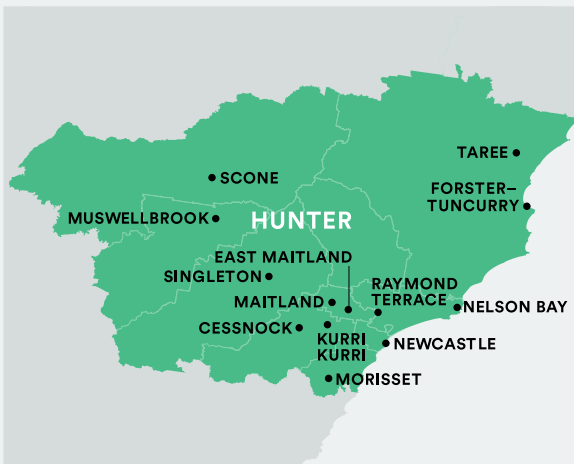 TAREE
SCONE
FORSTER–
TUNCURRY
MUSWELLBROOK
HUNTER
EAST MAITLAND
SINGLETON
RAYMOND
TERRACE
MAITLAND
NELSON BAY
CESSNOCK
KURRI
KURRI
NEWCASTLE
MORISSET